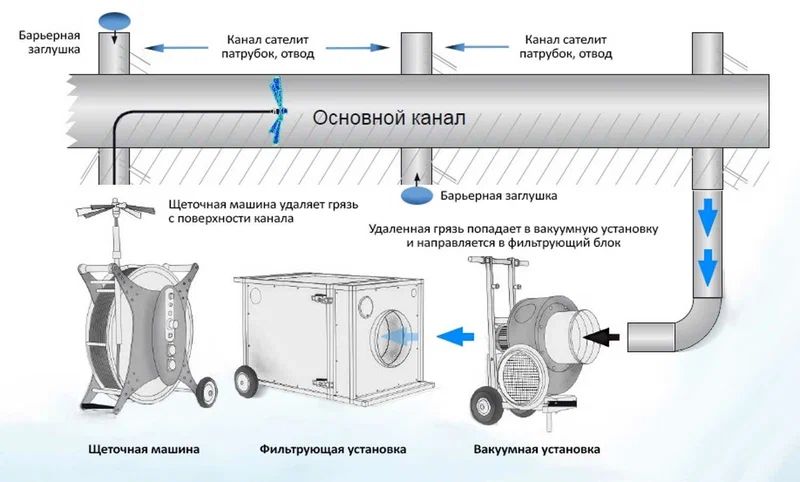 Барьерная
заглушка
Канал сателит
патрубок, отвод
Канал сателит
патрубок, отвод
Основной канал
Барьерная заглушка
Щеточная машина удаляет грязь
с поверхности канала
Удаленная грязь попадает в вакуумную установку
и направляется в фильтрующий блок
Щеточная машина
Фильтрующая установка
Вакуумная установка